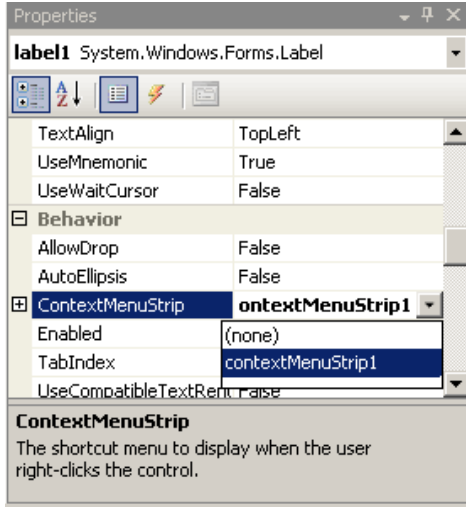 Properties
label1 System.Windows.Forms.Label
TextAlign TopLeft
UseMnemonic True
UseWaitCursor False
Behavior
AllowDrop False
AutoEllipsis False
ContextMenuStrip ontextMenuStrip1
Enabled (none)
TabIndex contextMenuStrip1
UseCompatibleTextRen False
ContextMenuStrip
The shortcut menu to display when the user
right-clicks the control.